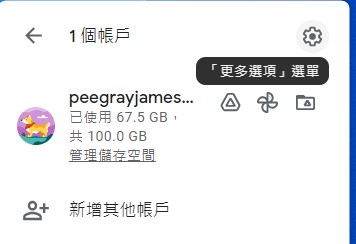 1 個帳戶
「更多選項」選單
peegrayjames...
已使用 67.5 GB，
共 100.0 GB
管理儲存空間
新增其他帳戶